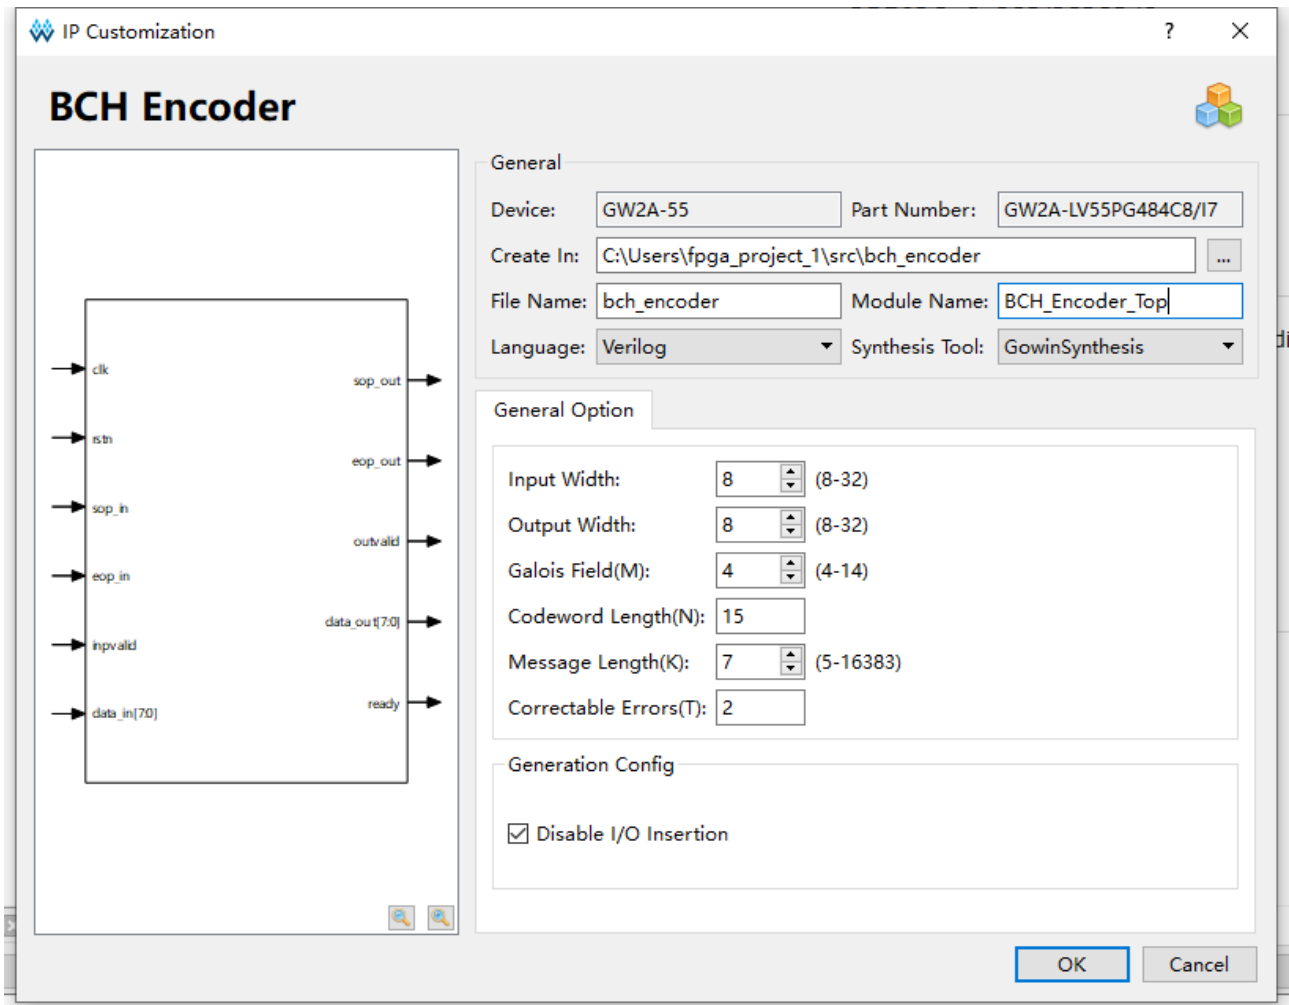 IP Customization
?
BCH Encoder
clk
rstn
sop_in
eop_in
inpvalid
data_in[7:0]
sop_out
eop_out
outvalid
data_out[7:0]
ready
General
Device: GW2A-55 Part Number: GW2A-LV55PG484C8/I7
Create In: C:\Users\fpga_project_1\src\bch_encoder ...
File Name: bch_encoder Module Name: BCH_Encoder_Top
Language: Verilog Synthesis Tool: GowinSynthesis
General Option
Input Width: 8 (8-32)
Output Width: 8 (8-32)
Galois Field(M): 4 (4-14)
Codeword Length(N): 15
Message Length(K): 7 (5-16383)
Correctable Errors(T): 2
Generation Config
Disable I/O Insertion
OK Cancel